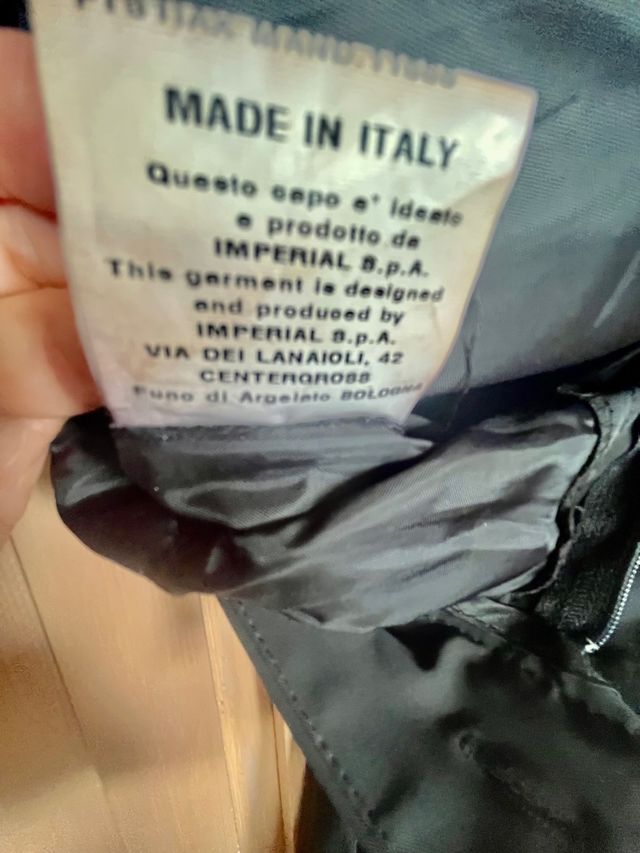 MADE IN ITALY
Questo capo e' ideato
e prodotto da
IMPERIAL S.p.A.
This garment is designed
and produced by
IMPERIAL S.p.A.
VIA DEI LANAIOLI, 42
CENTERGROSS
Funo di Argelato BOLOGNA